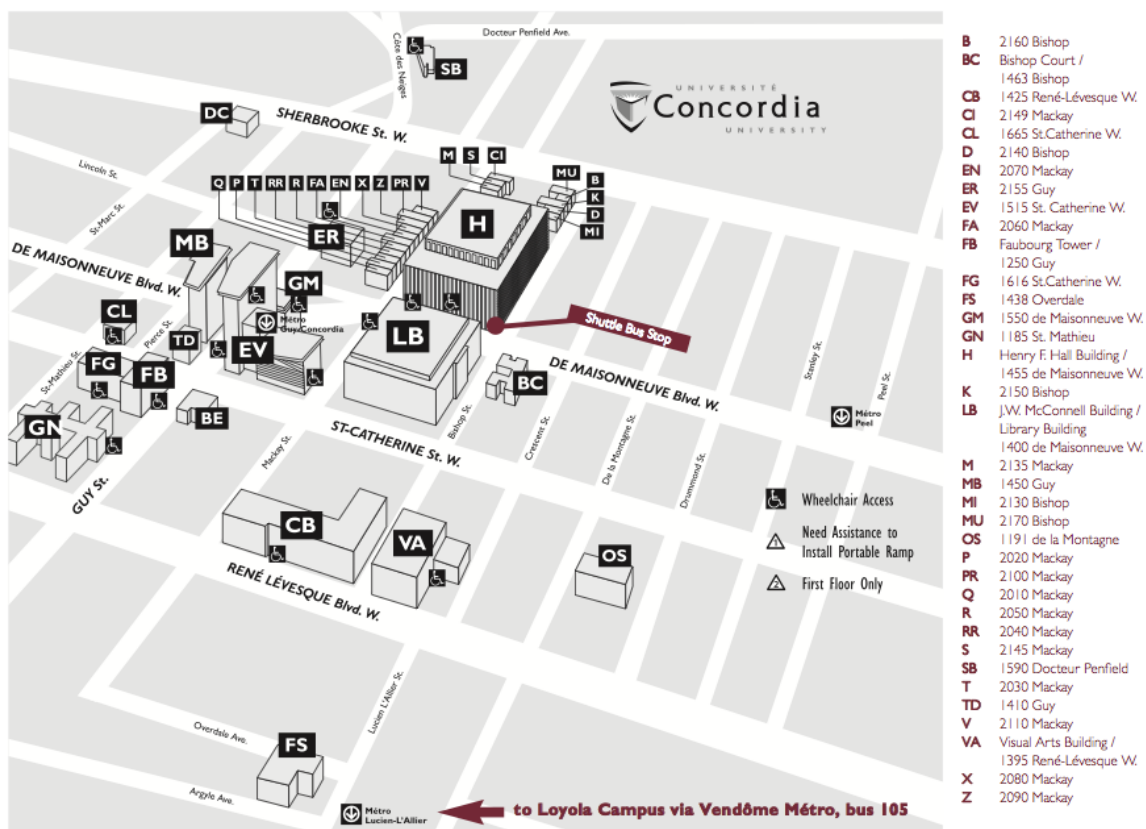 Docteur Penfield Ave.
Côte des Neiges
SB
UNIVERSITÉ
Concordia
UNIVERSITY
DC
SHERBROOKE St. W.
Lincoln St.
St-Marc St.
M S CI
MU
B
K
D
MI
Q P T RR R FA EN X Z PR V
H
ER
MB
DE MAISONNEUVE Blvd. W.
GM
Métro
Guy-Concordia
CL
Pierce St.
TD
EV
LB
Shuttle Bus Stop
St-Mathieu St.
FG
FB
BE
BC
DE MAISONNEUVE Blvd. W.
Stanley St.
Peel St.
Métro
Peel
GN
GUY St.
Mackay St.
ST-CATHERINE St. W.
Bishop St.
Crescent St.
De la Montagne St.
Drummond St.
CB
VA
OS
RENÉ LÉVESQUE Blvd. W.
Wheelchair Access
1 Need Assistance to
Install Portable Ramp
2 First Floor Only
Lucien L'Allier St.
Overdale Ave.
FS
Argyle Ave.
Métro
Lucien-L'Allier
to Loyola Campus via Vendôme Métro, bus 105
B 2160 Bishop
BC Bishop Court /
1463 Bishop
CB 1425 René-Lévesque W.
CI 2149 Mackay
CL 1665 St.Catherine W.
D 2140 Bishop
EN 2070 Mackay
ER 2155 Guy
EV 1515 St. Catherine W.
FA 2060 Mackay
FB Faubourg Tower /
1250 Guy
FG 1616 St.Catherine W.
FS 1438 Overdale
GM 1550 de Maisonneuve W.
GN 1185 St. Mathieu
H Henry F. Hall Building /
1455 de Maisonneuve W.
K 2150 Bishop
LB J.W. McConnell Building /
Library Building
1400 de Maisonneuve W.
M 2135 Mackay
MB 1450 Guy
MI 2130 Bishop
MU 2170 Bishop
OS 1191 de la Montagne
P 2020 Mackay
PR 2100 Mackay
Q 2010 Mackay
R 2050 Mackay
RR 2040 Mackay
S 2145 Mackay
SB 1590 Docteur Penfield
T 2030 Mackay
TD 1410 Guy
V 2110 Mackay
VA Visual Arts Building /
1395 René-Lévesque W.
X 2080 Mackay
Z 2090 Mackay